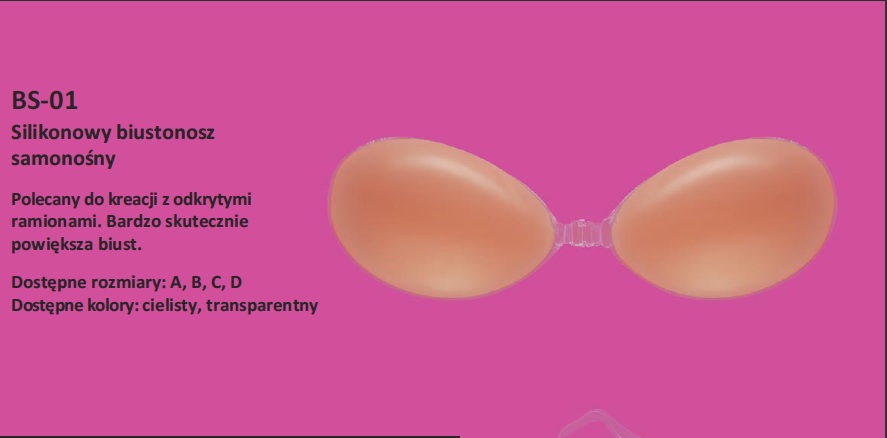 BS-01
Silikonowy biustonosz
samonośny
Polecany do kreacji z odkrytymi
ramionami. Bardzo skutecznie
powiększa biust.
Dostępne rozmiary: A, B, C, D
Dostępne kolory: cielisty, transparentny